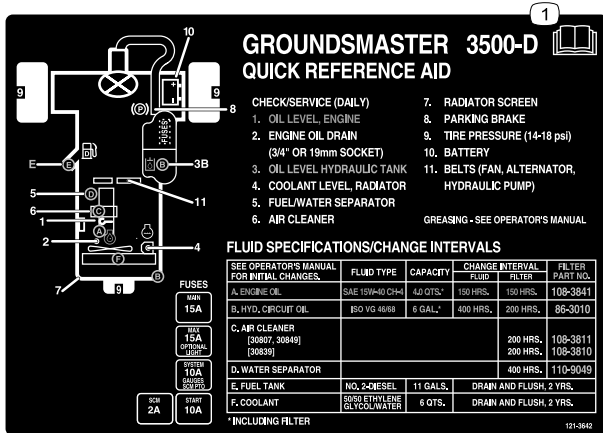 1
GROUNDSMASTER 3500-D
QUICK REFERENCE AID
CHECK/SERVICE (DAILY)
1. OIL LEVEL, ENGINE
2. ENGINE OIL DRAIN
(3/4" OR 19mm SOCKET)
3. OIL LEVEL HYDRAULIC TANK
4. COOLANT LEVEL, RADIATOR
5. FUEL/WATER SEPARATOR
6. AIR CLEANER
7. RADIATOR SCREEN
8. PARKING BRAKE
9. TIRE PRESSURE (14-18 psi)
10. BATTERY
11. BELTS (FAN, ALTERNATOR,
HYDRAULIC PUMP)
GREASING - SEE OPERATOR'S MANUAL
10
9
9
(P)
8
FUSES
E
E
D
B
3B
5
D
11
6
C
1
A
2
4
F
B
7
9
FUSES
MAIN
15A
MAX
15A
OPTIONAL
LIGHT
SYSTEM
10A
GAUGES
SCM PTO
SCM
2A
START
10A
FLUID SPECIFICATIONS/CHANGE INTERVALS
SEE OPERATOR'S MANUAL FOR INITIAL CHANGES. FLUID TYPE CAPACITY CHANGE INTERVAL FLUID FILTER FILTER PART NO.
A. ENGINE OIL SAE 15W-40 CH-4 4.0 QTS.* 150 HRS. 150 HRS. 108-3841
B. HYD. CIRCUIT OIL ISO VG 46/68 6 GAL.* 400 HRS. 200 HRS. 86-3010
C. AIR CLEANER
[30807, 30849] 200 HRS. 108-3811
[30839] 200 HRS. 108-3810
D. WATER SEPARATOR 400 HRS. 110-9049
E. FUEL TANK NO. 2-DIESEL 11 GALS. DRAIN AND FLUSH, 2 YRS.
F. COOLANT 50/50 ETHYLENE GLYCOL/WATER 6 QTS. DRAIN AND FLUSH, 2 YRS.
* INCLUDING FILTER
121-3642